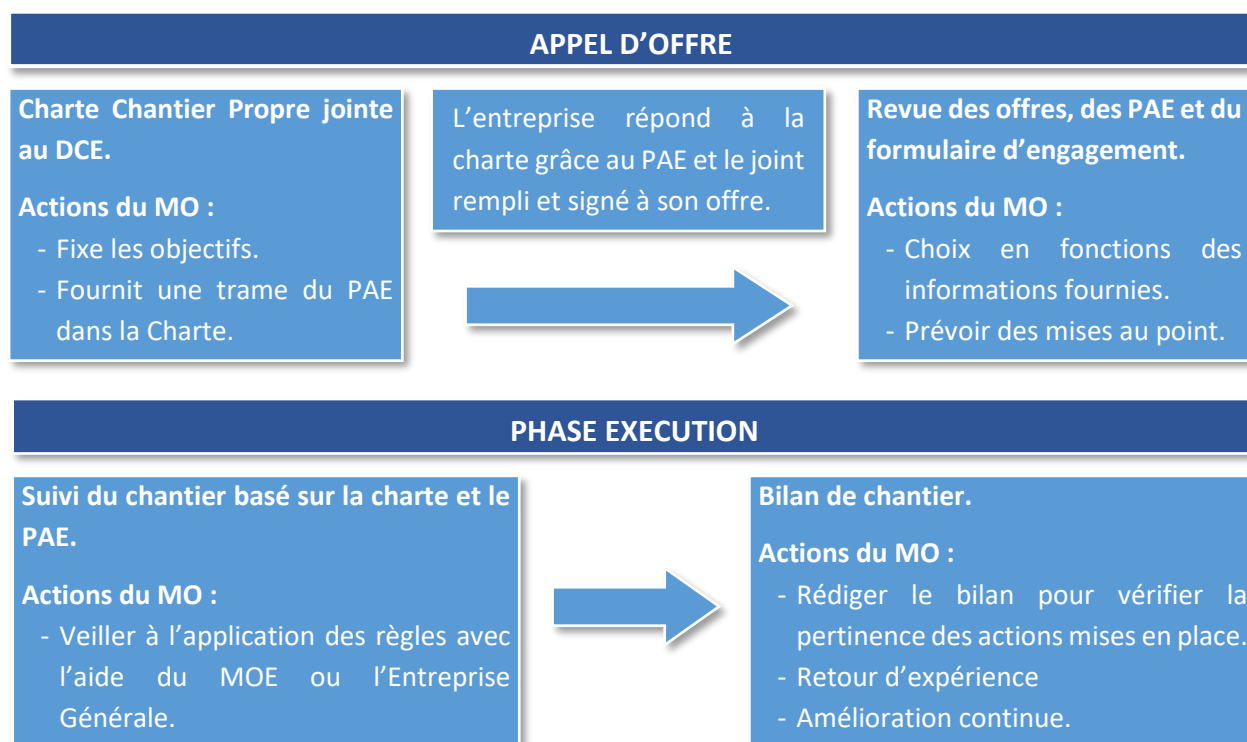 APPEL D’OFFRE
Charte Chantier Propre jointe
au DCE.
Actions du MO :
- Fixe les objectifs.
- Fournit une trame du PAE
dans la Charte.
L’entreprise répond à la
charte grâce au PAE et le joint
rempli et signé à son offre.
Revue des offres, des PAE et du
formulaire d’engagement.
Actions du MO :
- Choix en fonctions des
informations fournies.
- Prévoir des mises au point.
PHASE EXECUTION
Suivi du chantier basé sur la charte et le
PAE.
Actions du MO :
- Veiller à l’application des règles avec
l’aide du MOE ou l’Entreprise
Générale.
Bilan de chantier.
Actions du MO :
- Rédiger le bilan pour vérifier la
pertinence des actions mises en place.
- Retour d’expérience
- Amélioration continue.